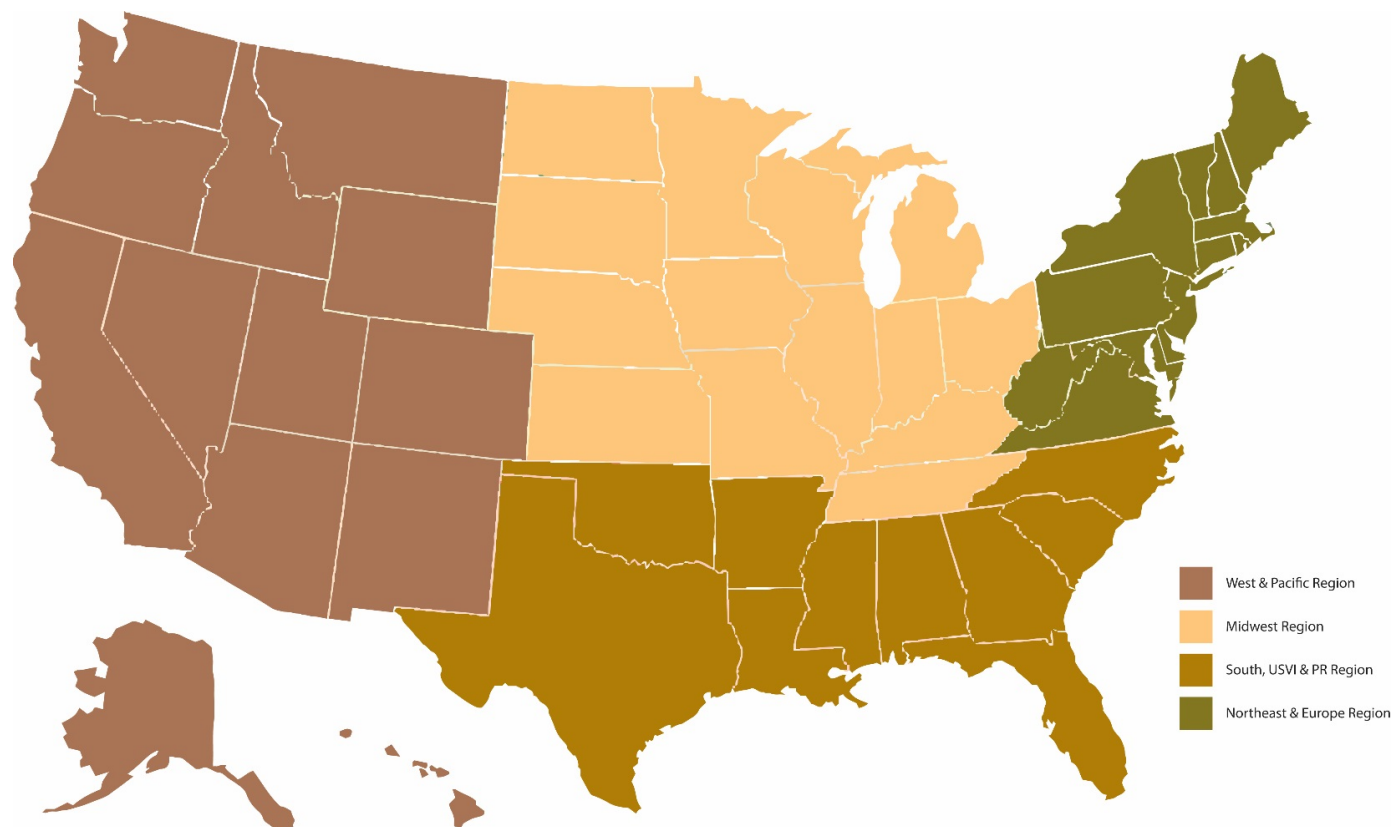 West & Pacific Region
Midwest Region
South, USVI & PR Region
Northeast & Europe Region